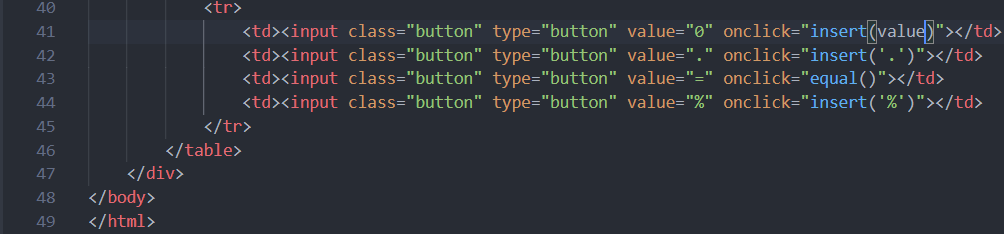 40 <tr>
41 <td><input class="button" type="button" value="0" onclick="insert(value)"></td>
42 <td><input class="button" type="button" value="." onclick="insert('.')"></td>
43 <td><input class="button" type="button" value="=" onclick="equal()"></td>
44 <td><input class="button" type="button" value="%" onclick="insert('%')"></td>
45 </tr>
46 </table>
47 </div>
48 </body>
49 </html>